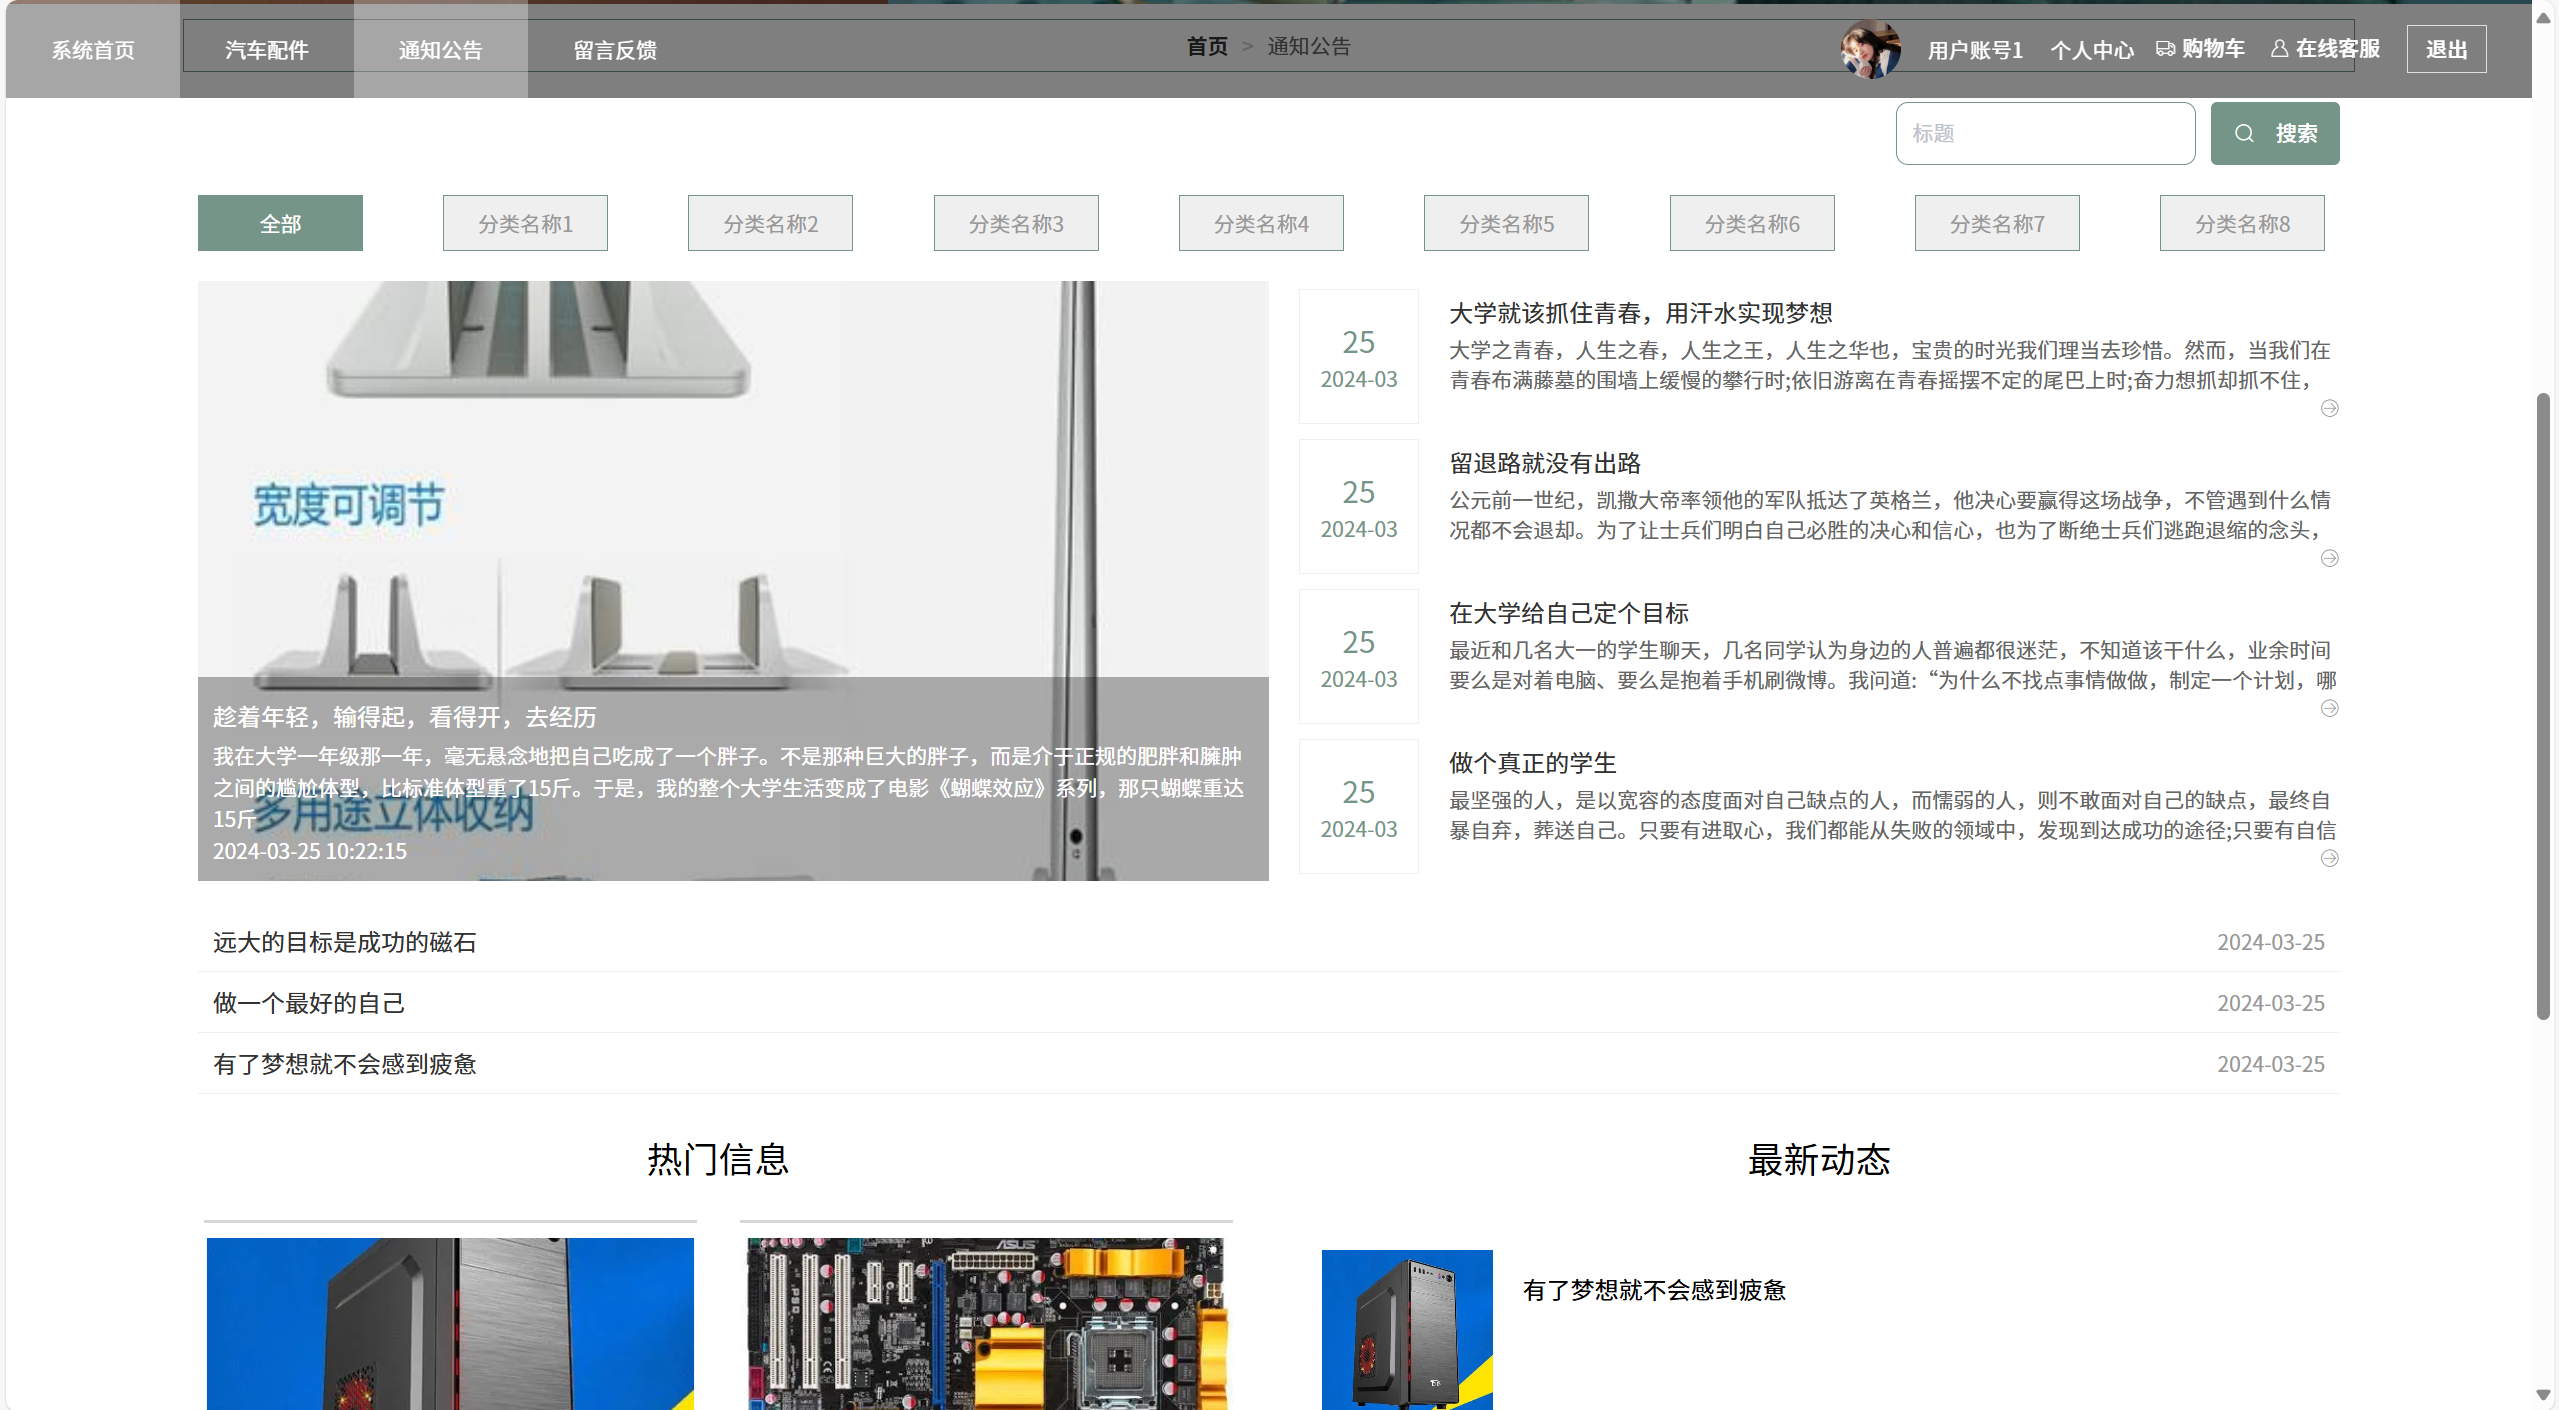 系统首页
汽车配件
通知公告
留言反馈
首页 > 通知公告
用户账号1
个人中心
购物车
在线客服
退出
标题
搜索
全部
分类名称1
分类名称2
分类名称3
分类名称4
分类名称5
分类名称6
分类名称7
分类名称8
宽度可调节
多用途立体收纳
趁着年轻，输得起，看得开，去经历
我在大学一年级那一年，毫无悬念地把自己吃成了一个胖子。不是那种巨大的胖子，而是介于正规的肥胖和臃肿
之间的尴尬体型，比标准体型重了15斤。于是，我的整个大学生活变成了电影《蝴蝶效应》系列，那只蝴蝶重达
15斤
2024-03-25 10:22:15
25
2024-03
大学就该抓住青春，用汗水实现梦想
大学之青春，人生之春，人生之王，人生之华也，宝贵的时光我们理当去珍惜。然而，当我们在
青春布满藤墓的围墙上缓慢的攀行时;依旧游离在青春摇摆不定的尾巴上时;奋力想抓却抓不住，
25
2024-03
留退路就没有出路
公元前一世纪，凯撒大帝率领他的军队抵达了英格兰，他决心要赢得这场战争，不管遇到什么情
况都不会退却。为了让士兵们明白自己必胜的决心和信心，也为了断绝士兵们逃跑退缩的念头，
25
2024-03
在大学给自己定个目标
最近和几名大一的学生聊天，几名同学认为身边的人普遍都很迷茫，不知道该干什么，业余时间
要么是对着电脑、要么是抱着手机刷微博。我问道:“为什么不找点事情做做，制定一个计划，哪
25
2024-03
做个真正的学生
最坚强的人，是以宽容的态度面对自己缺点的人，而懦弱的人，则不敢面对自己的缺点，最终自
暴自弃，葬送自己。只要有进取心，我们都能从失败的领域中，发现到达成功的途径;只要有自信
远大的目标是成功的磁石
2024-03-25
做一个最好的自己
2024-03-25
有了梦想就不会感到疲惫
2024-03-25
热门信息
最新动态
ASUS
有了梦想就不会感到疲惫